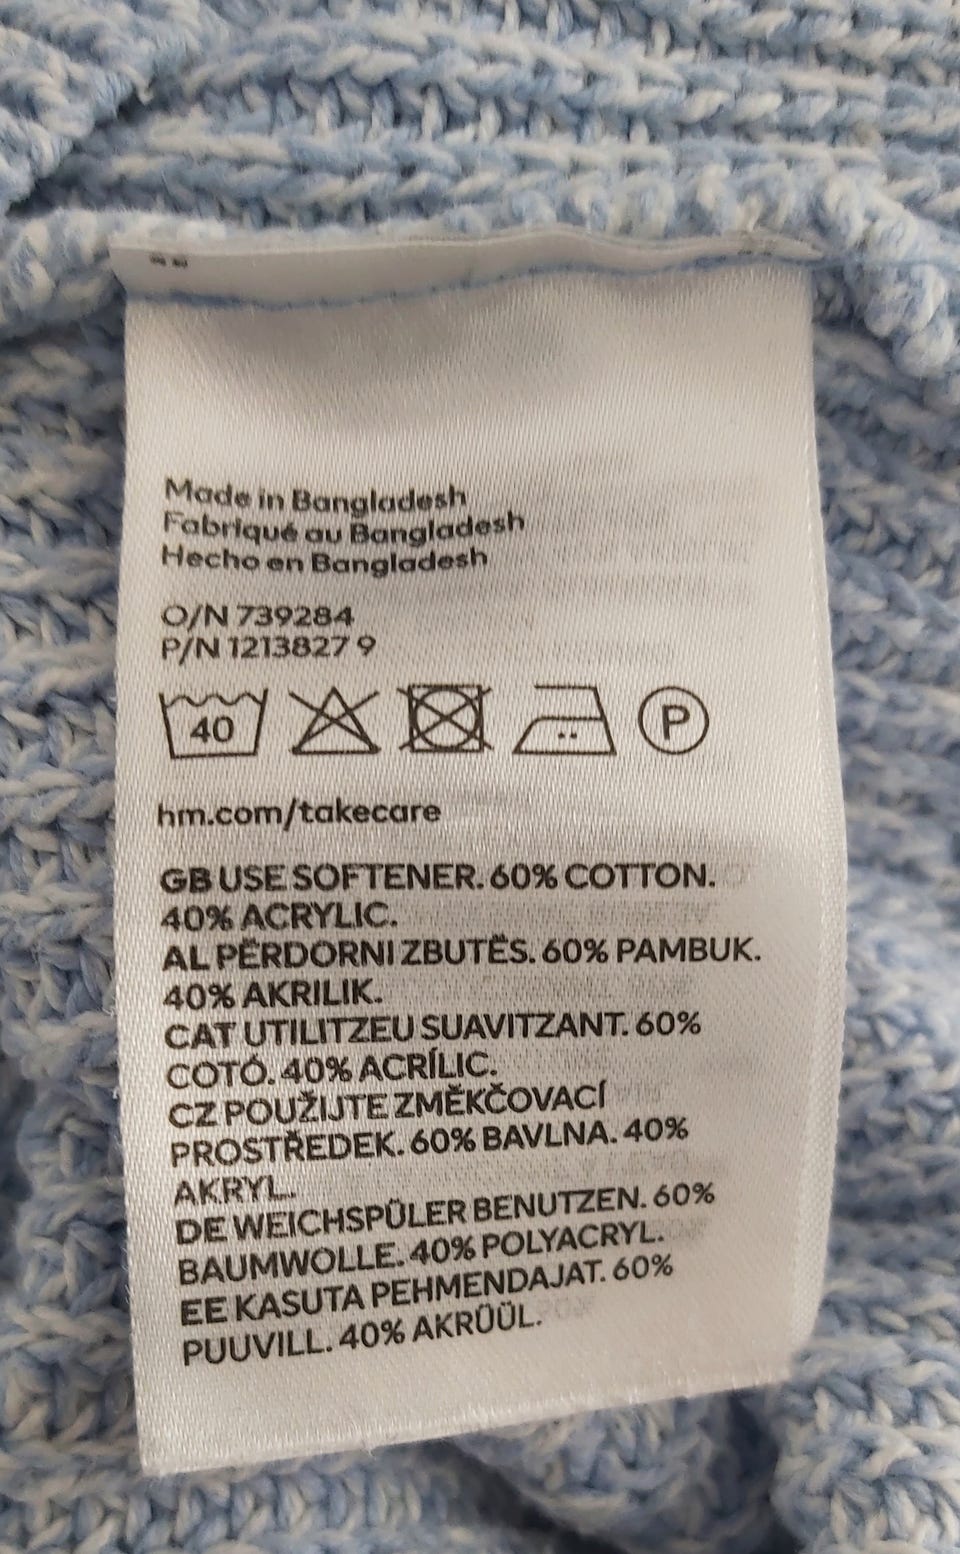 Made in Bangladesh
Fabriqué au Bangladesh
Hecho en Bangladesh
O/N 739284
P/N 1213827 9
40 P
hm.com/takecare
GB USE SOFTENER. 60% COTTON.
40% ACRYLIC.
AL PËRDORNI ZBUTËS. 60% PAMBUK.
40% AKRILIK.
CAT UTILITZEU SUAVITZANT. 60%
COTÓ. 40% ACRÍLIC.
CZ POUŽIJTE ZMĚKČOVACÍ
PROSTŘEDEK. 60% BAVLNA. 40%
AKRYL.
DE WEICHSPÜLER BENUTZEN. 60%
BAUMWOLLE. 40% POLYACRYL.
EE KASUTA PEHMENDAJAT. 60%
PUUVILL. 40% AKRÜÜL.